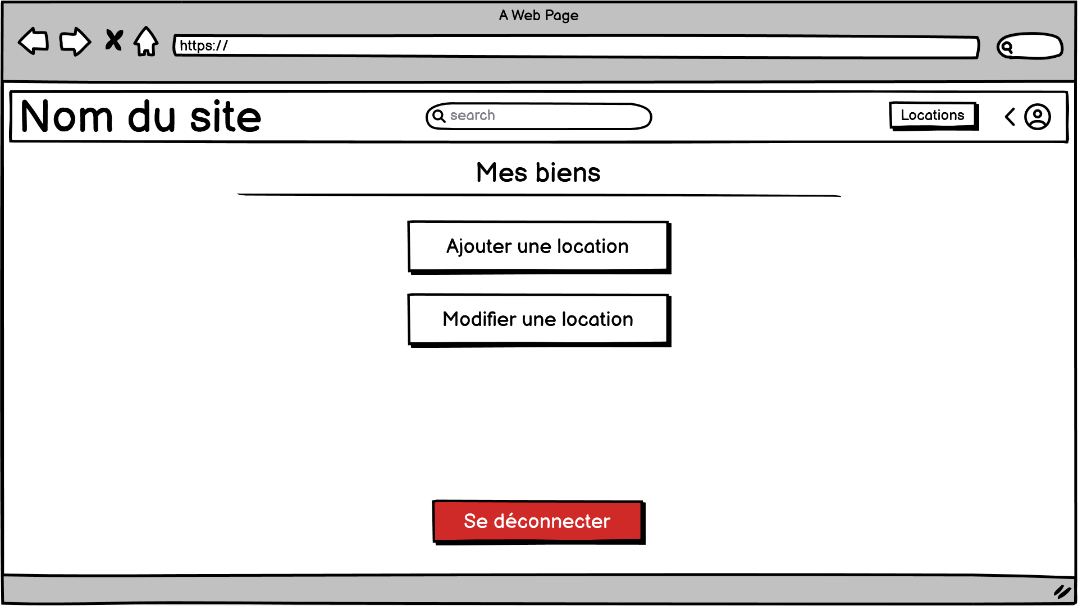 A Web Page
https://
Nom du site
search
Locations
Mes biens
Ajouter une location
Modifier une location
Se déconnecter